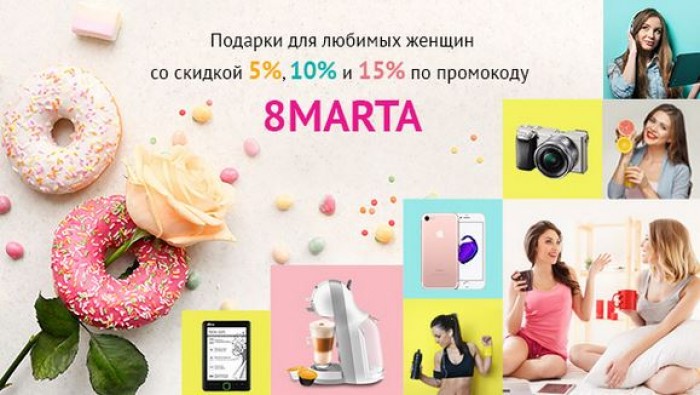 Подарки для любимых женщин
со скидкой 5%, 10% и 15% по промокоду
8MARTA